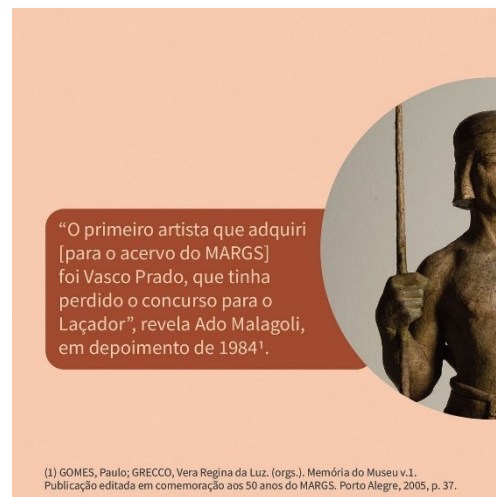 “O primeiro artista que adquiri
[para o acervo do MARGS]
foi Vasco Prado, que tinha
perdido o concurso para o
Laçador”, revela Ado Malagoli,
em depoimento de 1984¹.
(1) GOMES, Paulo; GRECCO, Vera Regina da Luz. (orgs.). Memória do Museu v.1.
Publicação editada em comemoração aos 50 anos do MARGS. Porto Alegre, 2005, p. 37.